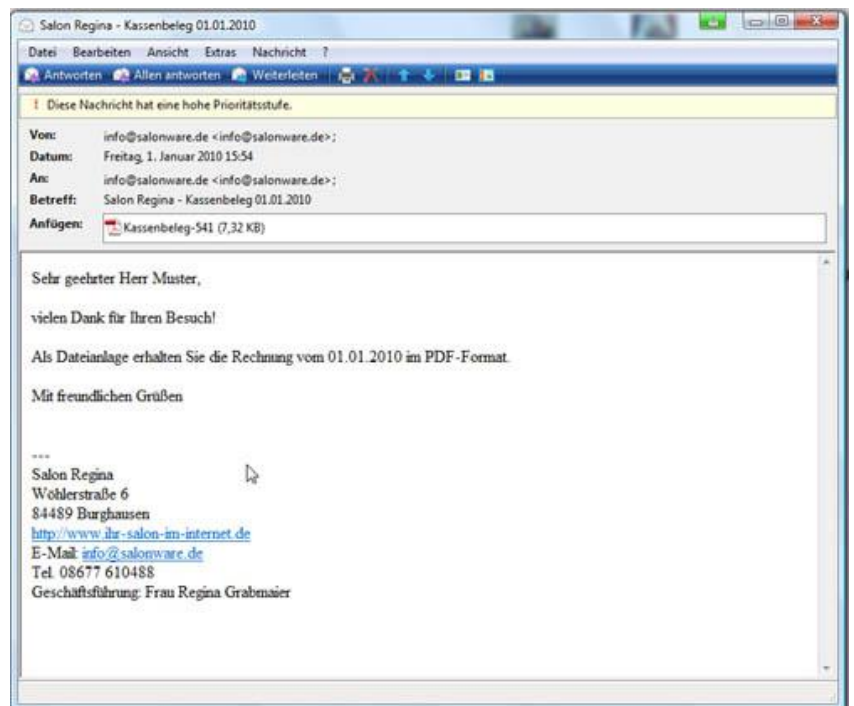 Salon Regina - Kassenbeleg 01.01.2010
Datei Bearbeiten Ansicht Extras Nachricht ?
Antworten Allen antworten Weiterleiten
! Diese Nachricht hat eine hohe Prioritätsstufe.
Von: info@salonware.de <info@salonware.de>;
Datum: Freitag, 1. Januar 2010 15:54
An: info@salonware.de <info@salonware.de>;
Betreff: Salon Regina - Kassenbeleg 01.01.2010
Anfügen: Kassenbeleg-541 (7,32 KB)
Sehr geehrter Herr Muster,
vielen Dank für Ihren Besuch!
Als Dateianlage erhalten Sie die Rechnung vom 01.01.2010 im PDF-Format.
Mit freundlichen Grüßen
---
Salon Regina
Wöhlerstraße 6
84489 Burghausen
http://www.ihr-salon-im-internet.de
E-Mail: info@salonware.de
Tel. 08677 610488
Geschäftsführung: Frau Regina Grabmaier